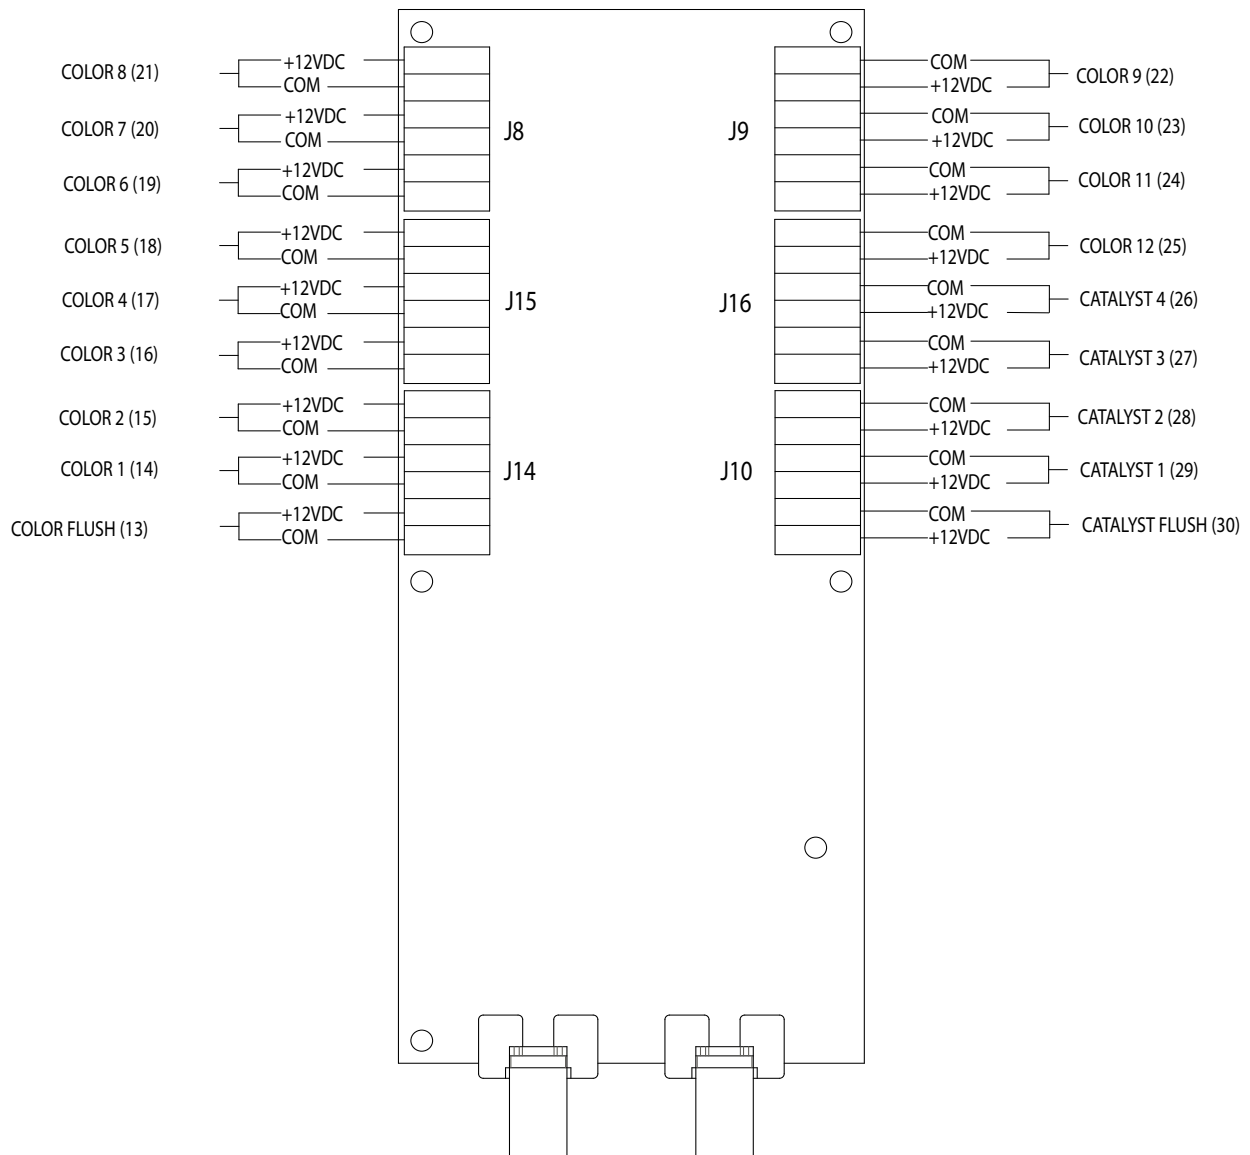 COLOR 8 (21)
+12VDC
COM
COLOR 7 (20)
+12VDC
COM
COLOR 6 (19)
+12VDC
COM
J8
COLOR 5 (18)
+12VDC
COM
COLOR 4 (17)
+12VDC
COM
COLOR 3 (16)
+12VDC
COM
J15
COLOR 2 (15)
+12VDC
COM
COLOR 1 (14)
+12VDC
COM
COLOR FLUSH (13)
+12VDC
COM
J14
J9
COM
+12VDC
COLOR 9 (22)
COM
+12VDC
COLOR 10 (23)
COM
+12VDC
COLOR 11 (24)
J16
COM
+12VDC
COLOR 12 (25)
COM
+12VDC
CATALYST 4 (26)
COM
+12VDC
CATALYST 3 (27)
J10
COM
+12VDC
CATALYST 2 (28)
COM
+12VDC
CATALYST 1 (29)
COM
+12VDC
CATALYST FLUSH (30)